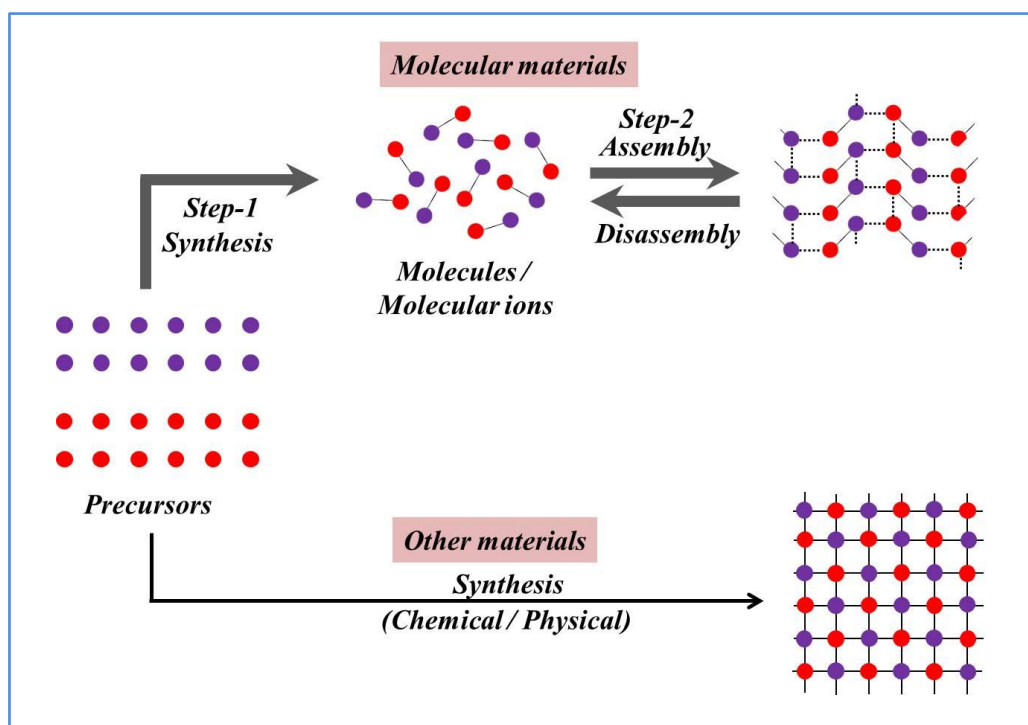 Molecular materials
Step-1
Synthesis
Molecules /
Molecular ions
Step-2
Assembly
Disassembly
Precursors
Other materials
Synthesis
(Chemical / Physical)